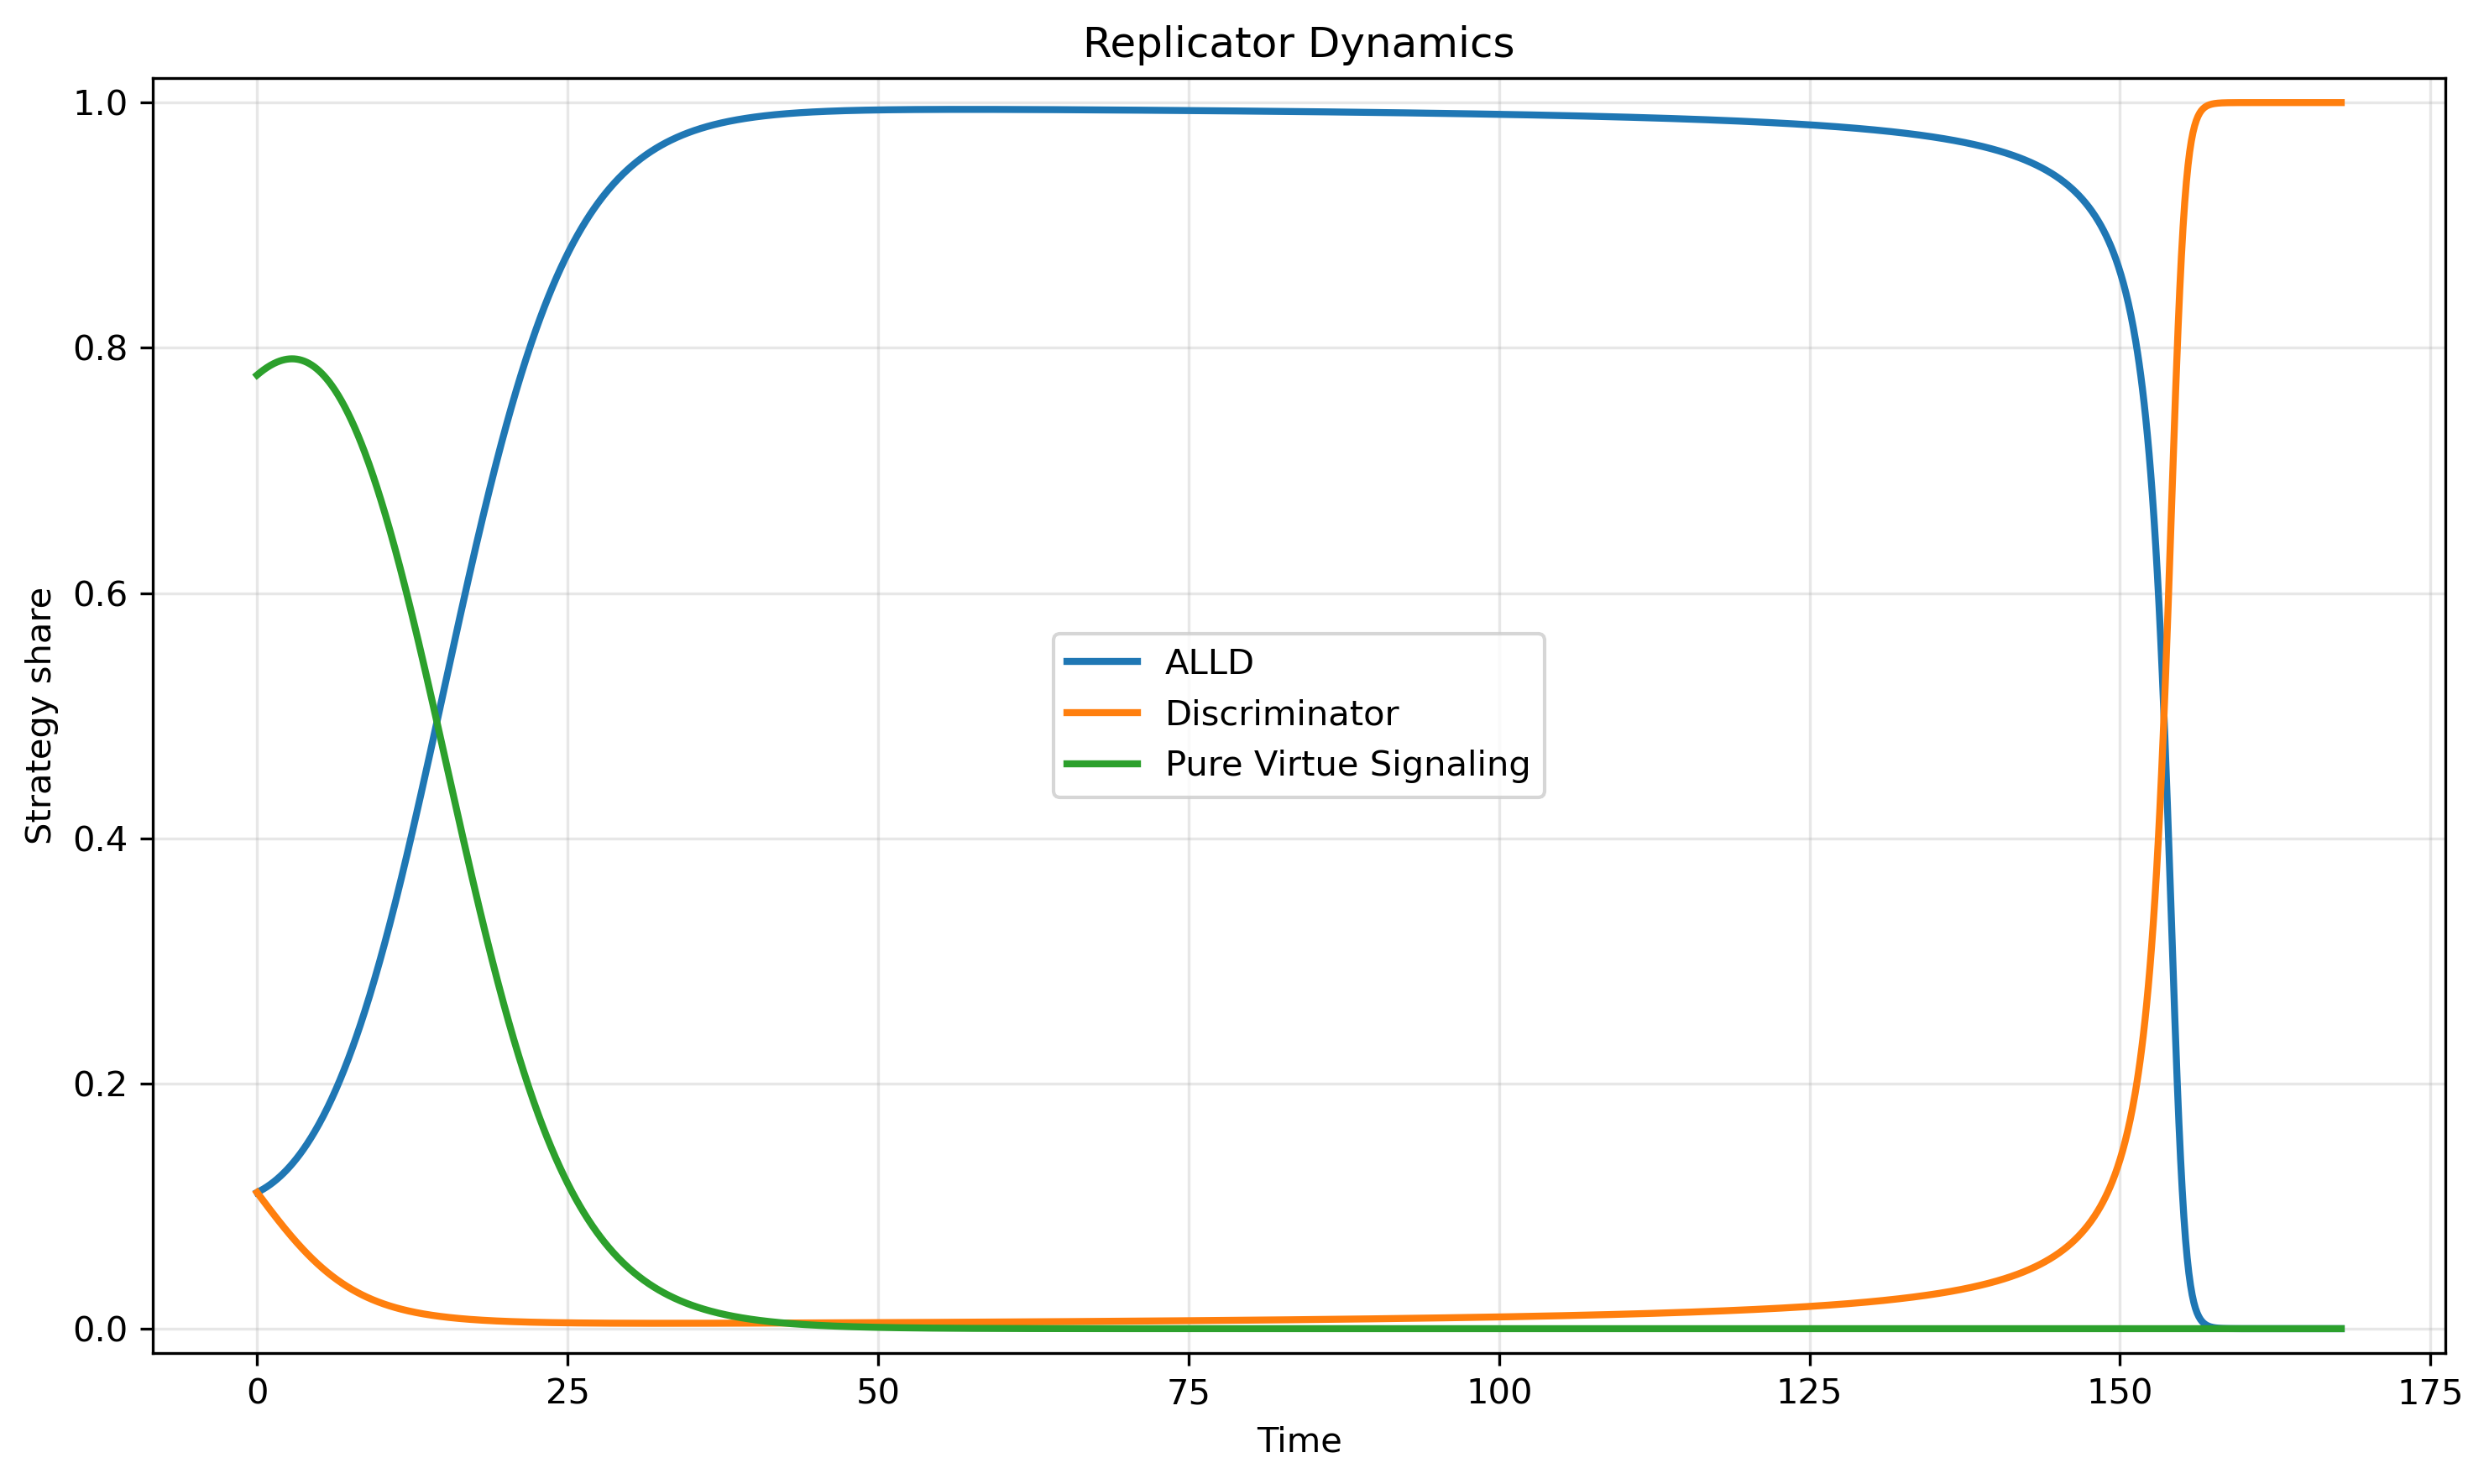 Replicator Dynamics
1.0
0.8
0.6
0.4
0.2
0.0
Strategy share
ALLD
Discriminator
Pure Virtue Signaling
0 25 50 75 100 125 150 175
Time